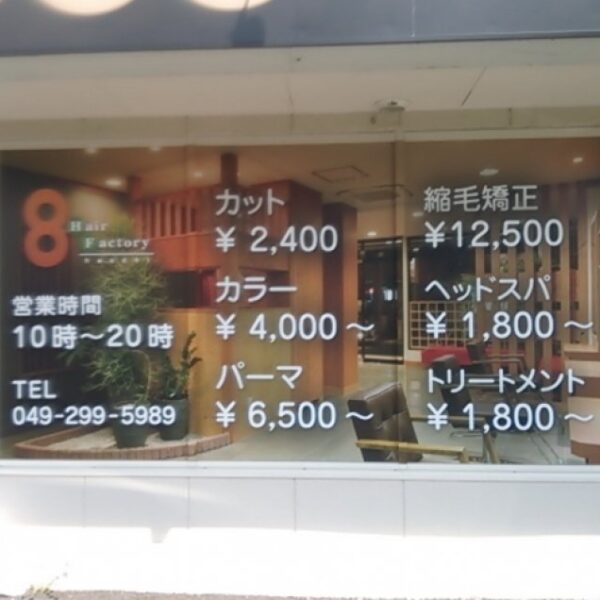 8 Hair
Factory
営業時間
10時～20時
TEL
049-299-5989
カット
¥ 2,400
カラー
¥ 4,000～
パーマ
¥ 6,500～
縮毛矯正
¥12,500
ヘッドスパ
¥ 1,800～
トリートメント
¥ 1,800～